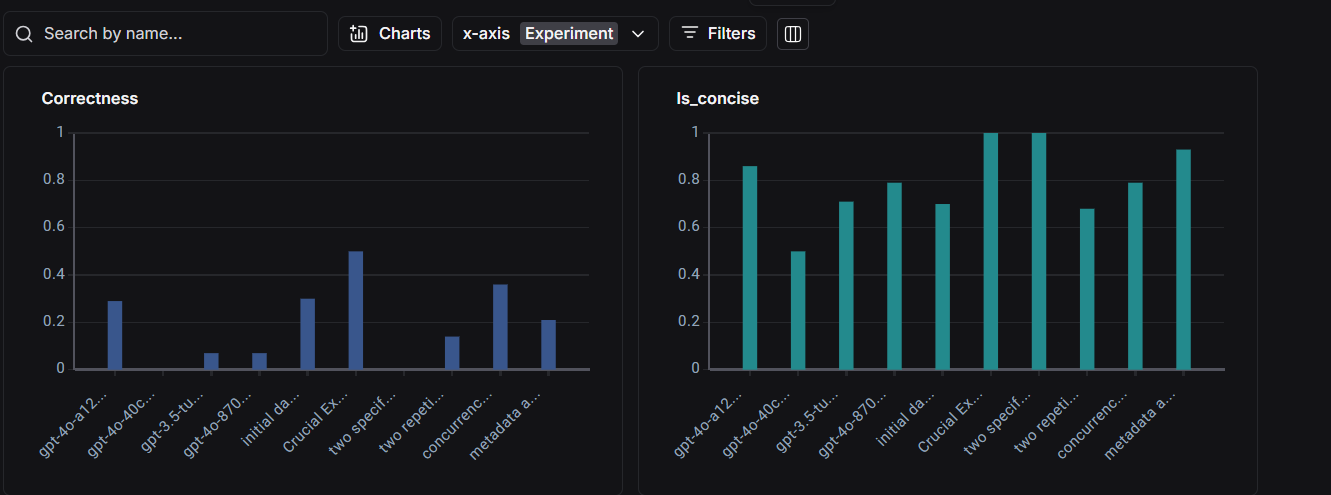 Search by name...
Charts
x-axis Experiment
Filters
Correctness
1
0.8
0.6
0.4
0.2
0
gpt-4o-a12...
gpt-4o-40c...
gpt-3.5-tu...
gpt-4o-870...
initial da...
Crucial Ex...
two specif...
two repeti...
concurrenc...
metadata a...
Is_concise
1
0.8
0.6
0.4
0.2
0
gpt-4o-a12...
gpt-4o-40c...
gpt-3.5-tu...
gpt-4o-870...
initial da...
Crucial Ex...
two specif...
two repeti...
concurrenc...
metadata a...